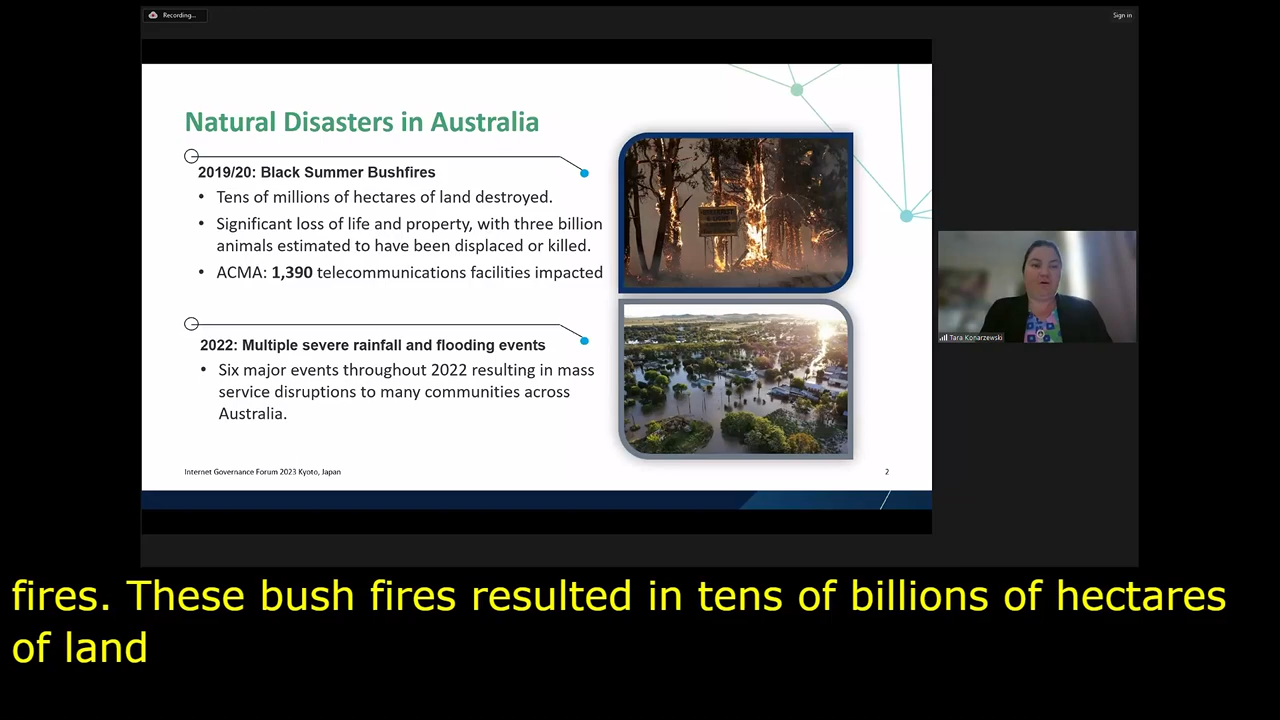 Recording...
Sign in
Natural Disasters in Australia
2019/20: Black Summer Bushfires
• Tens of millions of hectares of land destroyed.
• Significant loss of life and property, with three billion
animals estimated to have been displaced or killed.
• ACMA: 1,390 telecommunications facilities impacted
2022: Multiple severe rainfall and flooding events
• Six major events throughout 2022 resulting in mass
service disruptions to many communities across
Australia.
Internet Governance Forum 2023 Kyoto, Japan
2
Tara Konarzewski
fires. These bush fires resulted in tens of billions of hectares
of land